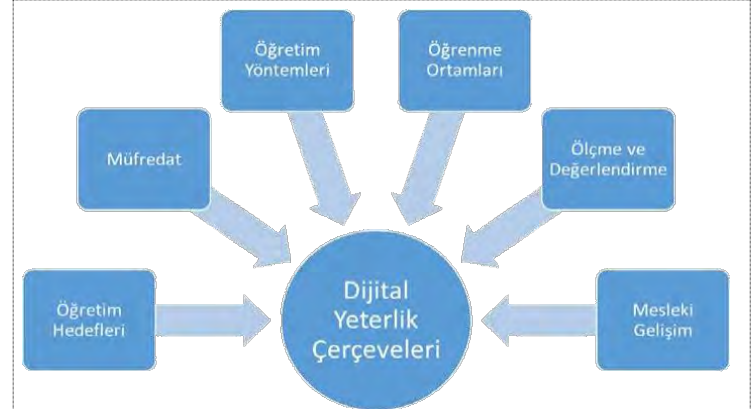 Öğretim
Yöntemleri
Öğrenme
Ortamları
Müfredat
Ölçme ve
Değerlendirme
Öğretim
Hedefleri
Dijital
Yeterlik
Çerçeveleri
Mesleki
Gelişim